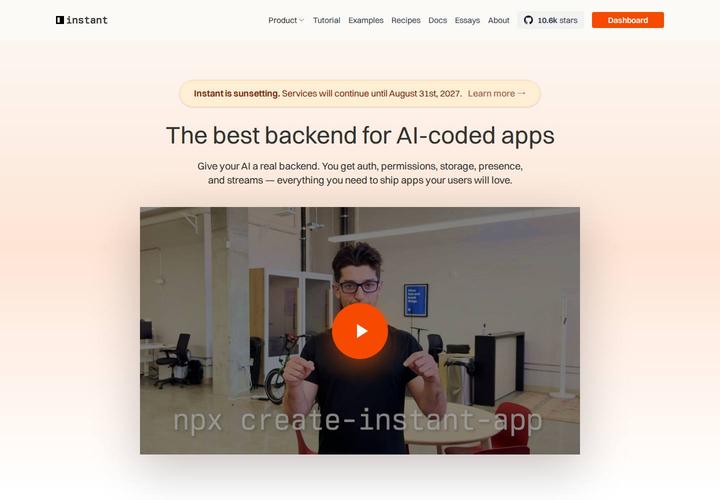 instant
Product Tutorial Examples Recipes Docs Essays About 10.6k stars Dashboard
Instant is sunsetting. Services will continue until August 31st, 2027. Learn more →
The best backend for AI-coded apps
Give your AI a real backend. You get auth, permissions, storage, presence,
and streams — everything you need to ship apps your users will love.
npx create-instant-app